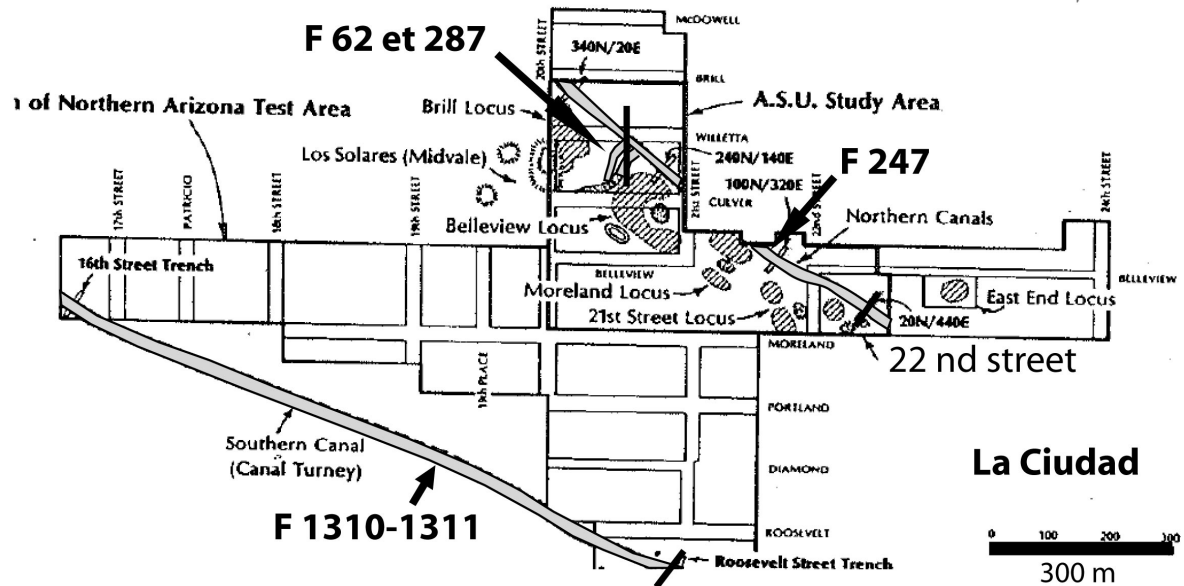 McDOWELL
F 62 et 287
20th STREET
340N/20E
BRILL
n of Northern Arizona Test Area
Brill Locus
A.S.U. Study Area
WILLETTA
Los Solares (Midvale)
240N/140E
F 247
100N/320E
21st STREET
22nd STREET
24th STREET
17th STREET
PATRICIO
16th STREET
19th STREET
CULVER
Northern Canals
Belleview Locus
16th Street Trench
BELLEVIEW
BELLEVIEW
Moreland Locus
East End Locus
21st Street Locus
20N/440E
MORELAND
22 nd street
19th PLACE
PORTLAND
Southern Canal
(Canal Turney)
DIAMOND
La Ciudad
F 1310-1311
ROOSEVELT
Roosevelt Street Trench
0 100 200 300
300 m